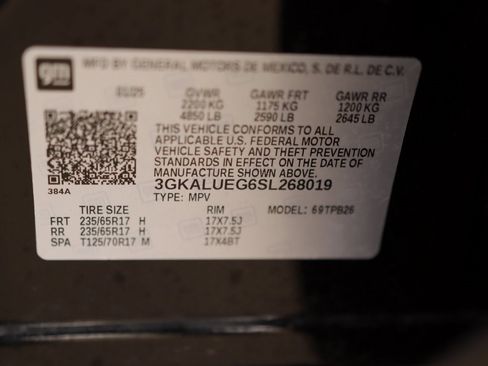 gm MFD BY GENERAL MOTORS DE MEXICO, S. DE R.L. DE C.V.
01/25 GVWR GAWR FRT GAWR RR
2200 KG 1175 KG 1200 KG
4850 LB 2590 LB 2645 LB
THIS VEHICLE CONFORMS TO ALL
APPLICABLE U.S. FEDERAL MOTOR
VEHICLE SAFETY AND THEFT PREVENTION
STANDARDS IN EFFECT ON THE DATE OF
MANUFACTURE SHOWN ABOVE.
384A 3GKALUEG6SL268019
TYPE: MPV
TIRE SIZE RIM MODEL: 69TPB26
FRT 235/65R17 H 17X7.5J
RR 235/65R17 H 17X7.5J
SPA T125/70R17 M 17X4BT